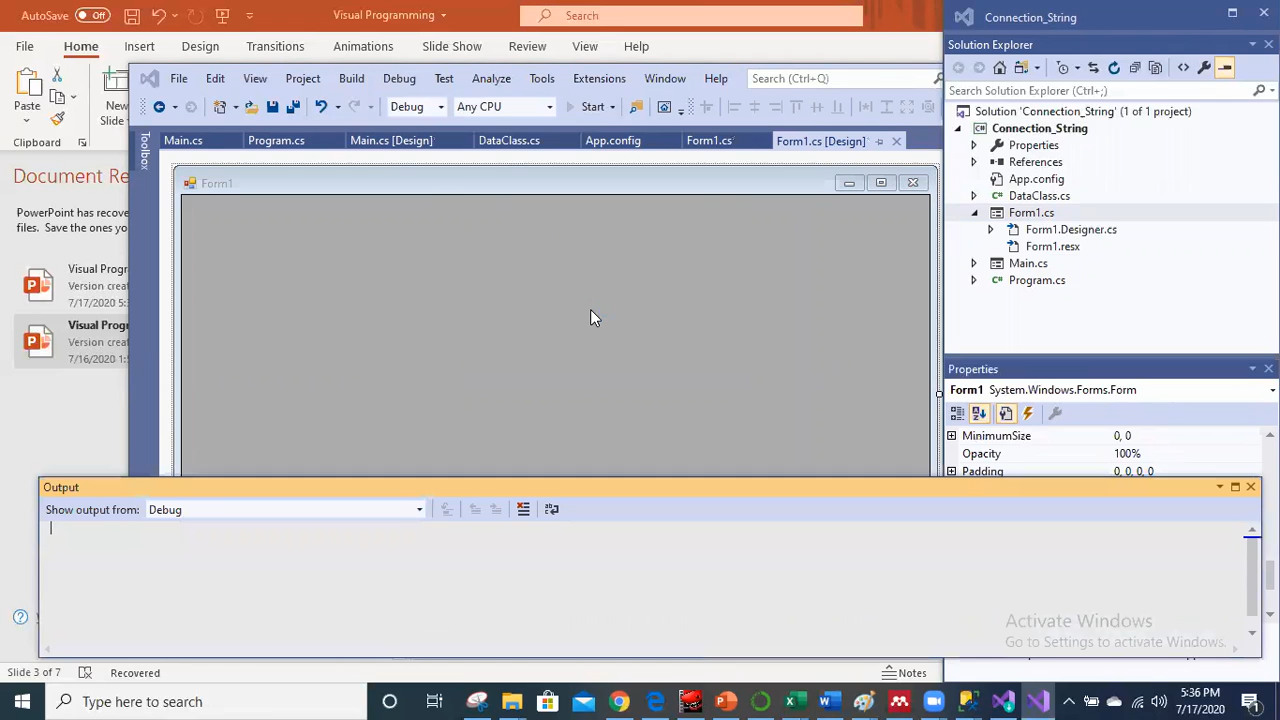 AutoSave Off Visual Programming Search
File Home Insert Design Transitions Animations Slide Show Review View Help
Paste
New
Slide
Clipboard
Document Re
PowerPoint has recove
files. Save the ones you
Visual Progr
Version creat
7/17/2020 5:3
Visual Progr
Version creat
7/16/2020 1:5
Slide 3 of 7 Recovered Notes
File Edit View Project Build Debug Test Analyze Tools Extensions Window Help Search (Ctrl+Q)
Debug Any CPU Start
Toolbox
Main.cs Program.cs Main.cs [Design] DataClass.cs App.config Form1.cs Form1.cs [Design]
Form1
Connection_String
Solution Explorer
Search Solution Explorer (Ctrl+;)
Solution 'Connection_String' (1 of 1 project)
Connection_String
Properties
References
App.config
DataClass.cs
Form1.cs
Form1.Designer.cs
Form1.resx
Main.cs
Program.cs
Properties
Form1 System.Windows.Forms.Form
MinimumSize 0, 0
Opacity 100%
Padding 0, 0, 0, 0
Output
Show output from: Debug
Activate Windows
Go to Settings to activate Windows.
Type here to search
5:36 PM
7/17/2020
1